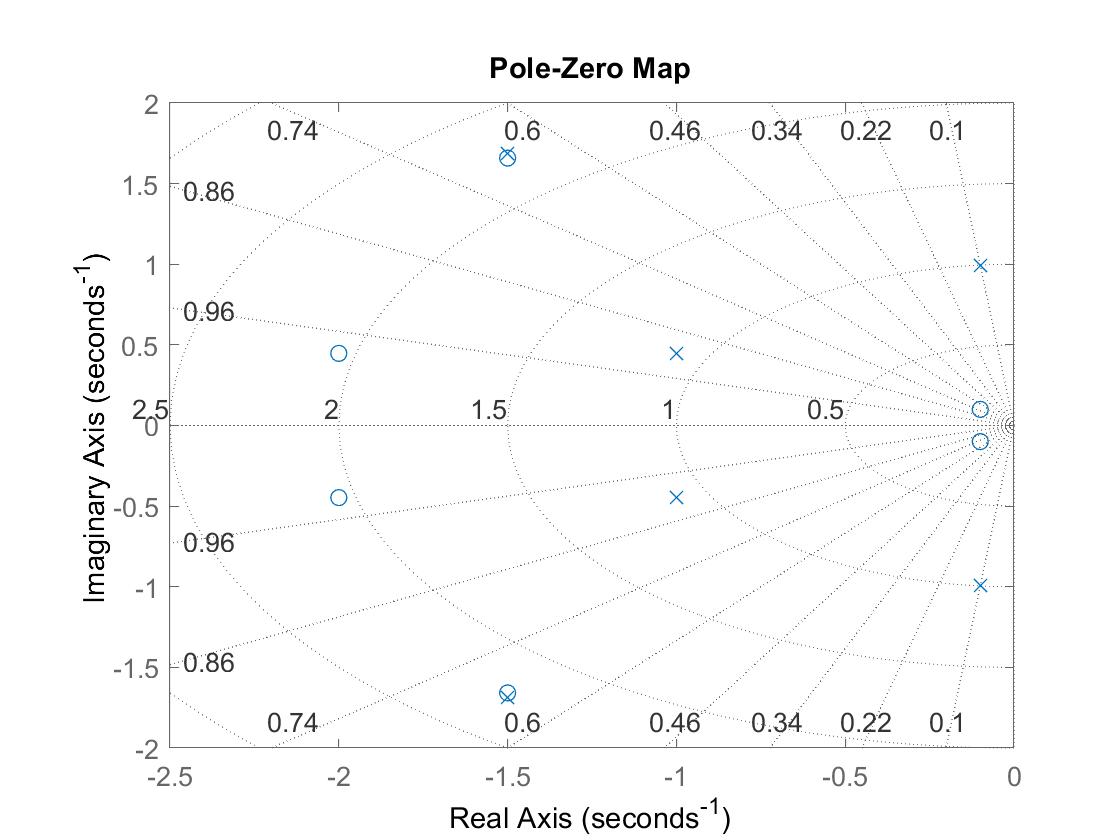 Pole-Zero Map
2
0.74 0.6 0.46 0.34 0.22 0.1
1.5 0.86
1
0.96
0.5
2.5 2 1.5 1 0.5
0
-0.5
0.96
-1
0.86
-1.5
0.74 0.6 0.46 0.34 0.22 0.1
-2
-2.5 -2 -1.5 -1 -0.5 0
Real Axis (seconds⁻¹)
Imaginary Axis (seconds⁻¹)